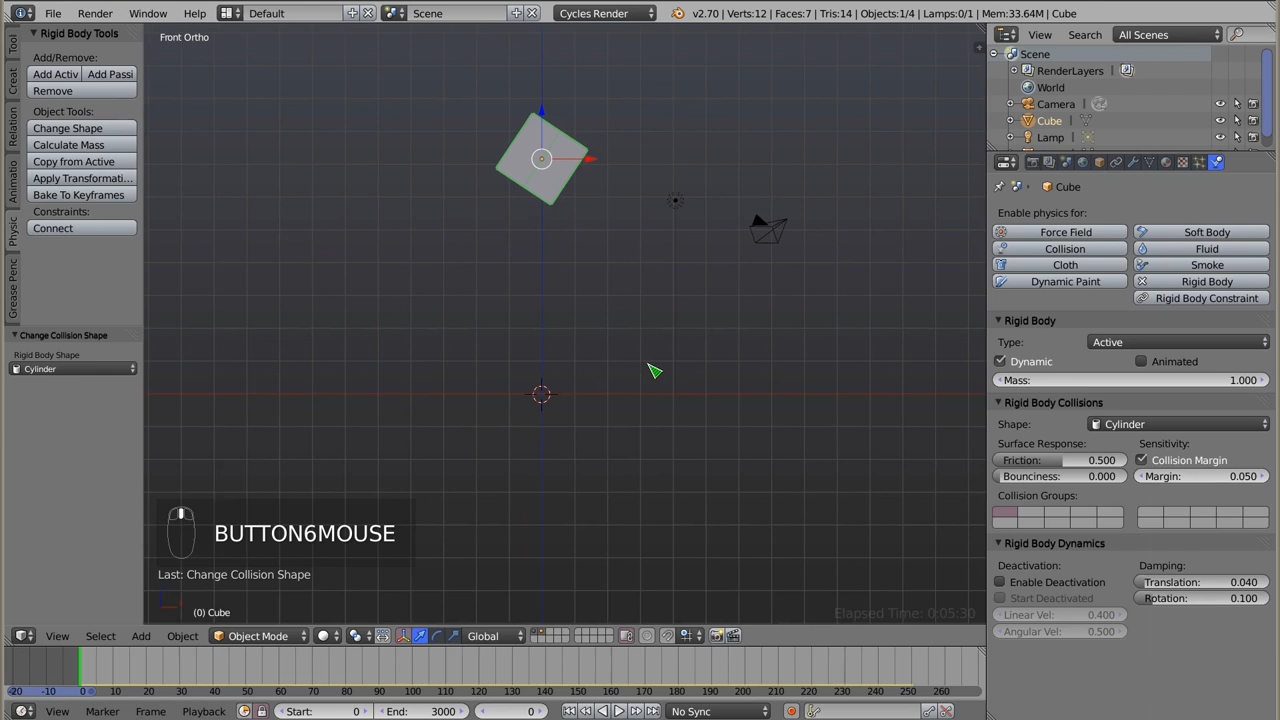 File Render Window Help Default Scene Cycles Render v2.70 | Verts:12 | Faces:7 | Tris:14 | Objects:1/4 | Lamps:0/1 | Mem:33.64M | Cube
Rigid Body Tools
Add/Remove:
Add Activ Add Passi
Remove
Object Tools:
Change Shape
Calculate Mass
Copy from Active
Apply Transformati...
Bake To Keyframes
Constraints:
Connect
Tool
Creat
Relation
Animatio
Physic
Grease Penc
Change Collision Shape
Rigid Body Shape
Cylinder
Front Ortho
BUTTON6MOUSE
Last: Change Collision Shape
(0) Cube
Elapsed Time: 0:05:30
View Search All Scenes
Scene
RenderLayers
World
Camera
Cube
Lamp
Cube
Enable physics for:
Force Field Soft Body
Collision Fluid
Cloth Smoke
Dynamic Paint Rigid Body
Rigid Body Constraint
Rigid Body
Type: Active
Dynamic Animated
Mass: 1.000
Rigid Body Collisions
Shape: Cylinder
Surface Response: Sensitivity:
Friction: 0.500 Collision Margin
Bounciness: 0.000 Margin: 0.050
Collision Groups:
Rigid Body Dynamics
Deactivation: Damping:
Enable Deactivation Translation: 0.040
Start Deactivated Rotation: 0.100
Linear Vel: 0.400
Angular Vel: 0.500
View Select Add Object Object Mode Global
-20 -10 0 10 20 30 40 50 60 70 80 90 100 110 120 130 140 150 160 170 180 190 200 210 220 230 240 250 260
View Marker Frame Playback Start: 0 End: 3000 0 No Sync